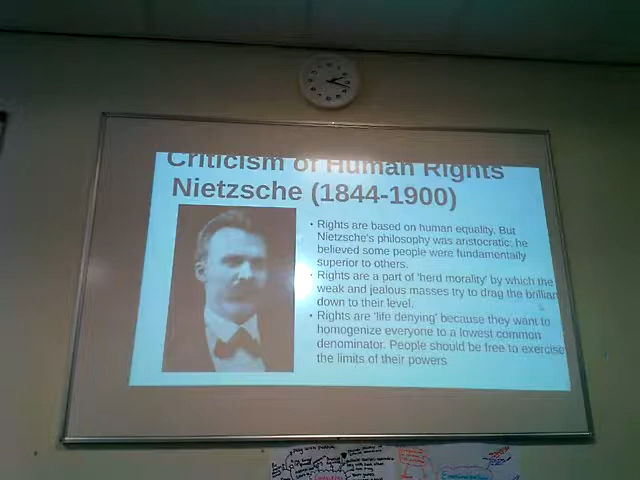 Criticism of Human Rights
Nietzsche (1844-1900)
• Rights are based on human equality. But
Nietzsche's philosophy was aristocratic; he
believed some people were fundamentally
superior to others.
• Rights are a part of 'herd morality' by which the
weak and jealous masses try to drag the brillian
down to their level.
• Rights are 'life denying' because they want to
homogenize everyone to a lowest common
denominator. People should be free to exercise
the limits of their powers